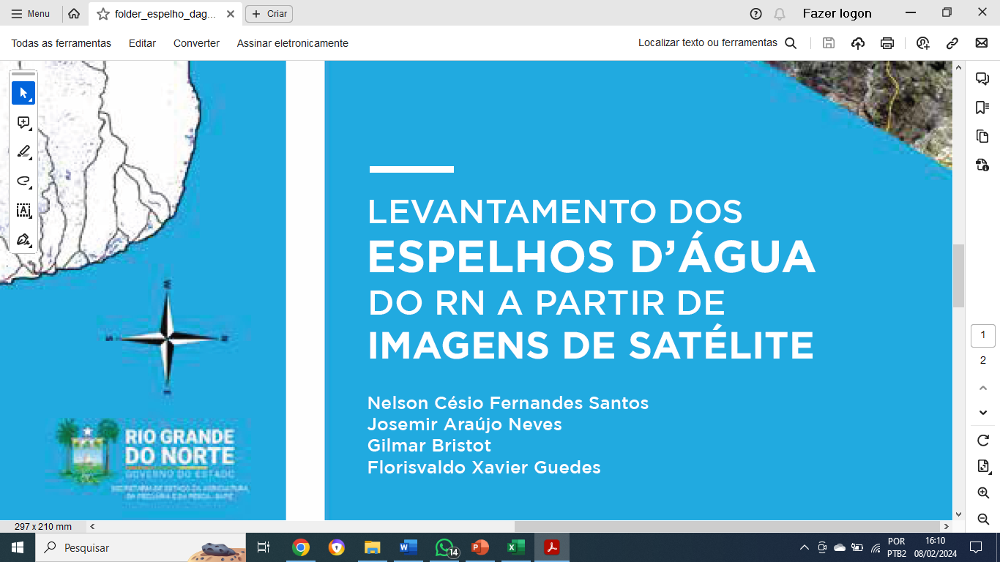 Menu
folder_espelho_dag...
Criar
Fazer logon
Todas as ferramentas
Editar
Converter
Assinar eletronicamente
Localizar texto ou ferramentas
LEVANTAMENTO DOS
ESPELHOS D'ÁGUA
DO RN A PARTIR DE
IMAGENS DE SATÉLITE
Nelson Césio Fernandes Santos
Josemir Araújo Neves
Gilmar Bristot
Florisvaldo Xavier Guedes
RIO GRANDE
DO NORTE
GOVERNO DO ESTADO
SECRETARIA DE ESTADO DA AGRICULTURA,
DA PECUÁRIA E DA PESCA - SAPE
1
2
297 x 210 mm
Pesquisar
14
POR
PTB2
16:10
08/02/2024